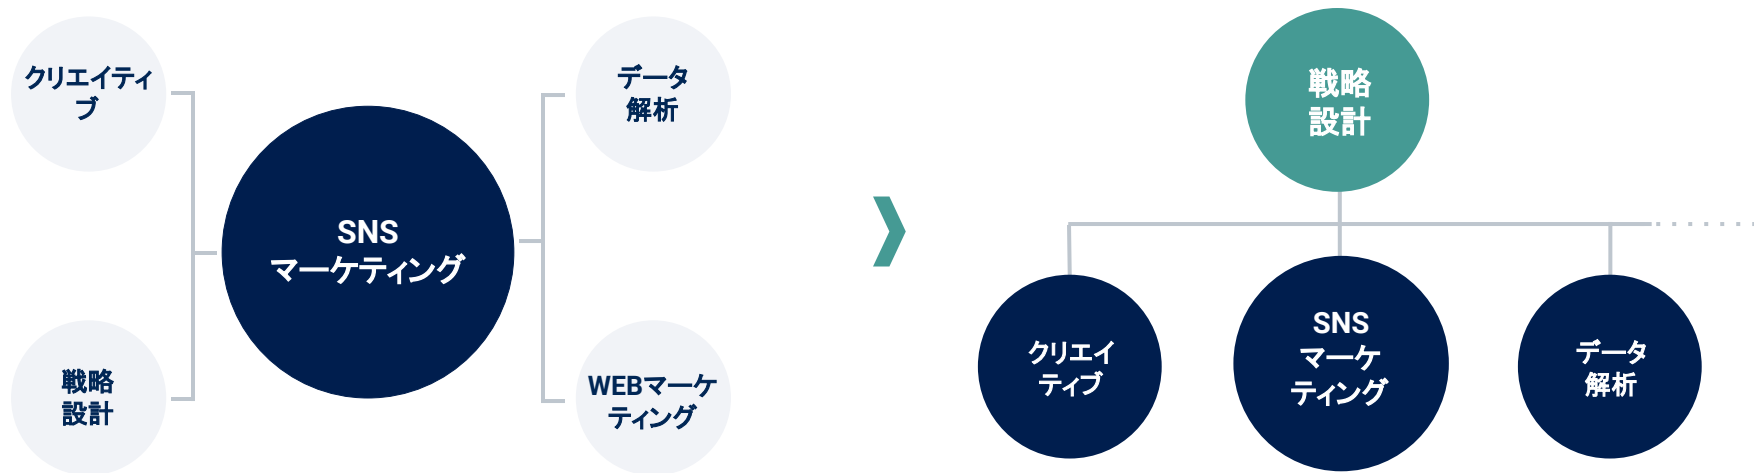 クリエイティ
ブ
戦略
設計
SNS
マーケティング
データ
解析
WEBマーケ
ティング
戦略
設計
クリエイ
ティブ
SNS
マーケ
ティング
データ
解析